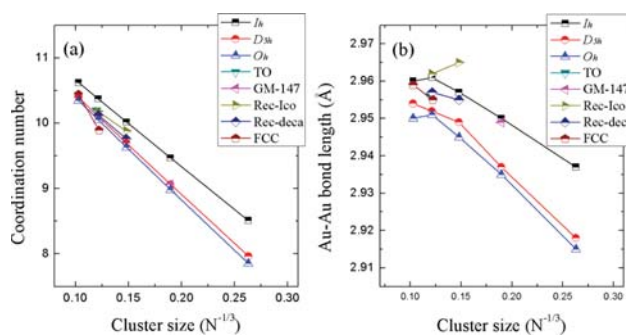 (a)
Ih
D5h
Oh
TO
GM-147
Rec-Ico
Rec-deca
FCC
11
10
9
8
Coordination number
0.10 0.15 0.20 0.25 0.30
Cluster size (N^-1/3)
(b)
Ih
D5h
Oh
TO
GM-147
Rec-Ico
Rec-deca
FCC
2.97
2.96
2.95
2.94
2.93
2.92
2.91
Au-Au bond length (Å)
0.10 0.15 0.20 0.25 0.30
Cluster size (N^-1/3)